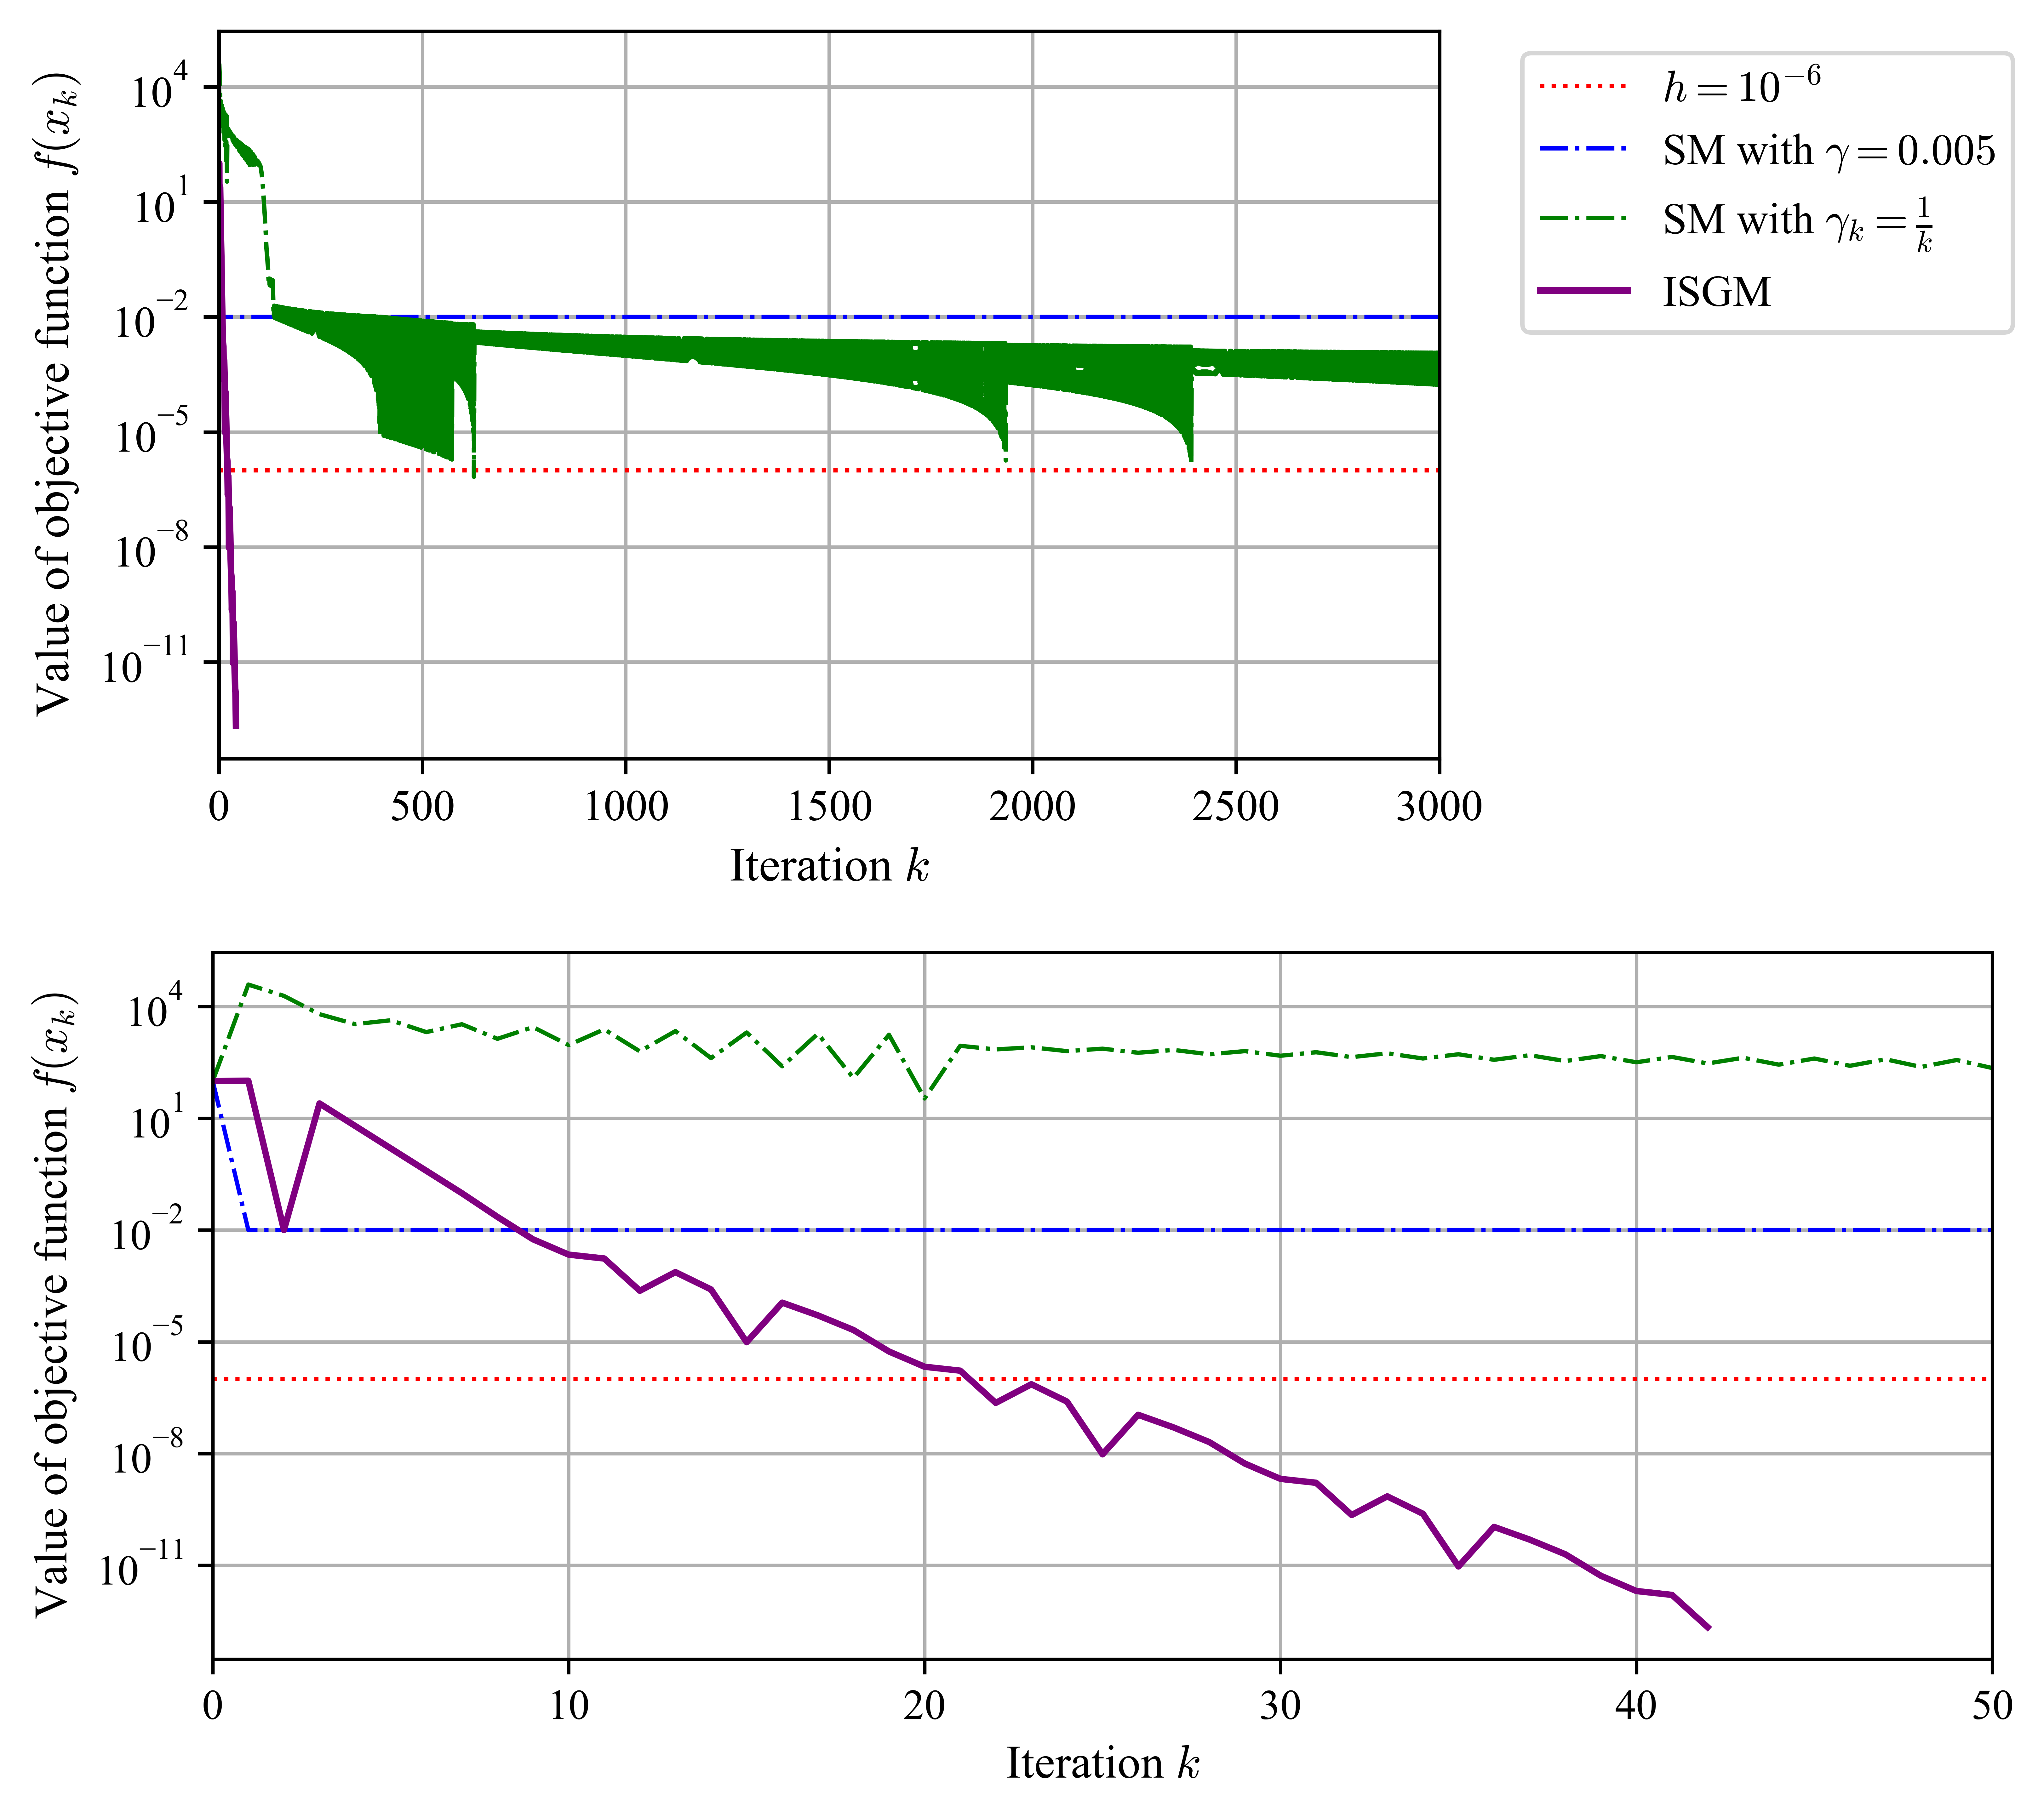 Value of objective function f(x_k)
10^4
10^1
10^−2
10^−5
10^−8
10^−11
0 500 1000 1500 2000 2500 3000
Iteration k
h = 10^−6
SM with γ = 0.005
SM with γ_k = 1/k
ISGM
Value of objective function f(x_k)
10^4
10^1
10^−2
10^−5
10^−8
10^−11
0 10 20 30 40 50
Iteration k